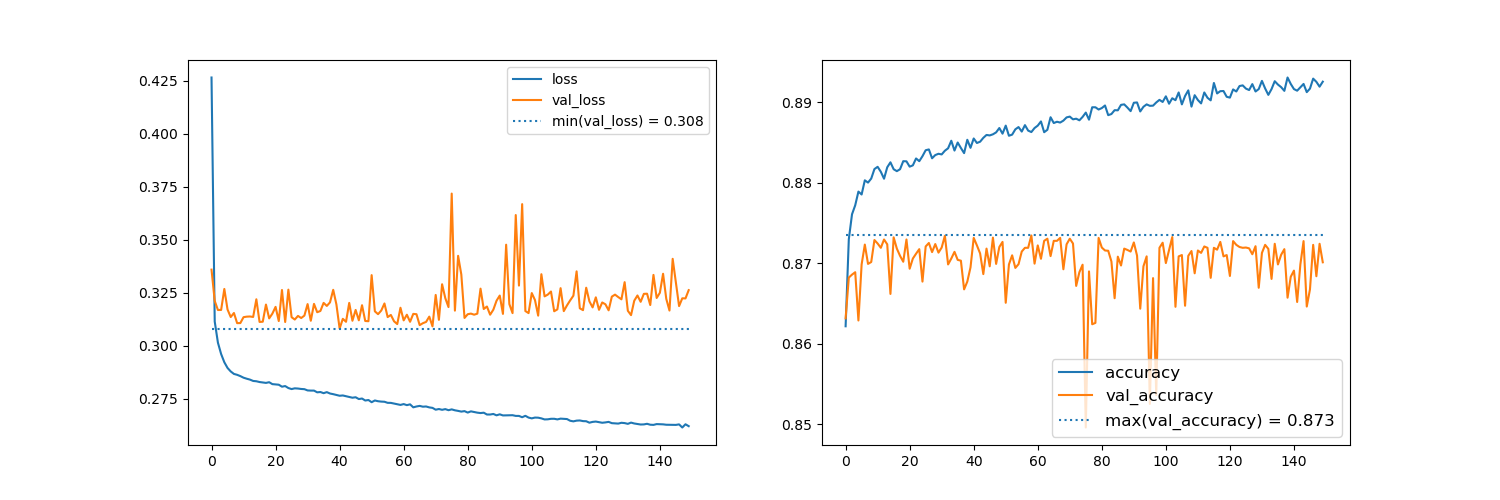 0.425
0.400
0.375
0.350
0.325
0.300
0.275
0 20 40 60 80 100 120 140
loss
val_loss
min(val_loss) = 0.308
0.89
0.88
0.87
0.86
0.85
0 20 40 60 80 100 120 140
accuracy
val_accuracy
max(val_accuracy) = 0.873